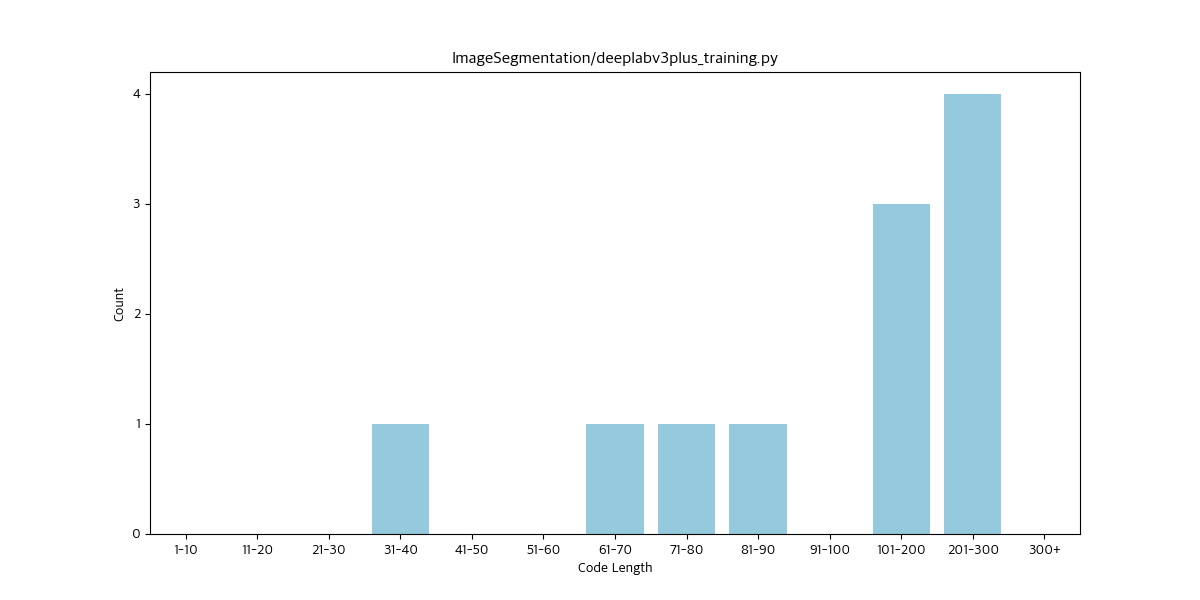 ImageSegmentation/deeplabv3plus_training.py
Count
4
3
2
1
0
1-10 11-20 21-30 31-40 41-50 51-60 61-70 71-80 81-90 91-100 101-200 201-300 300+
Code Length